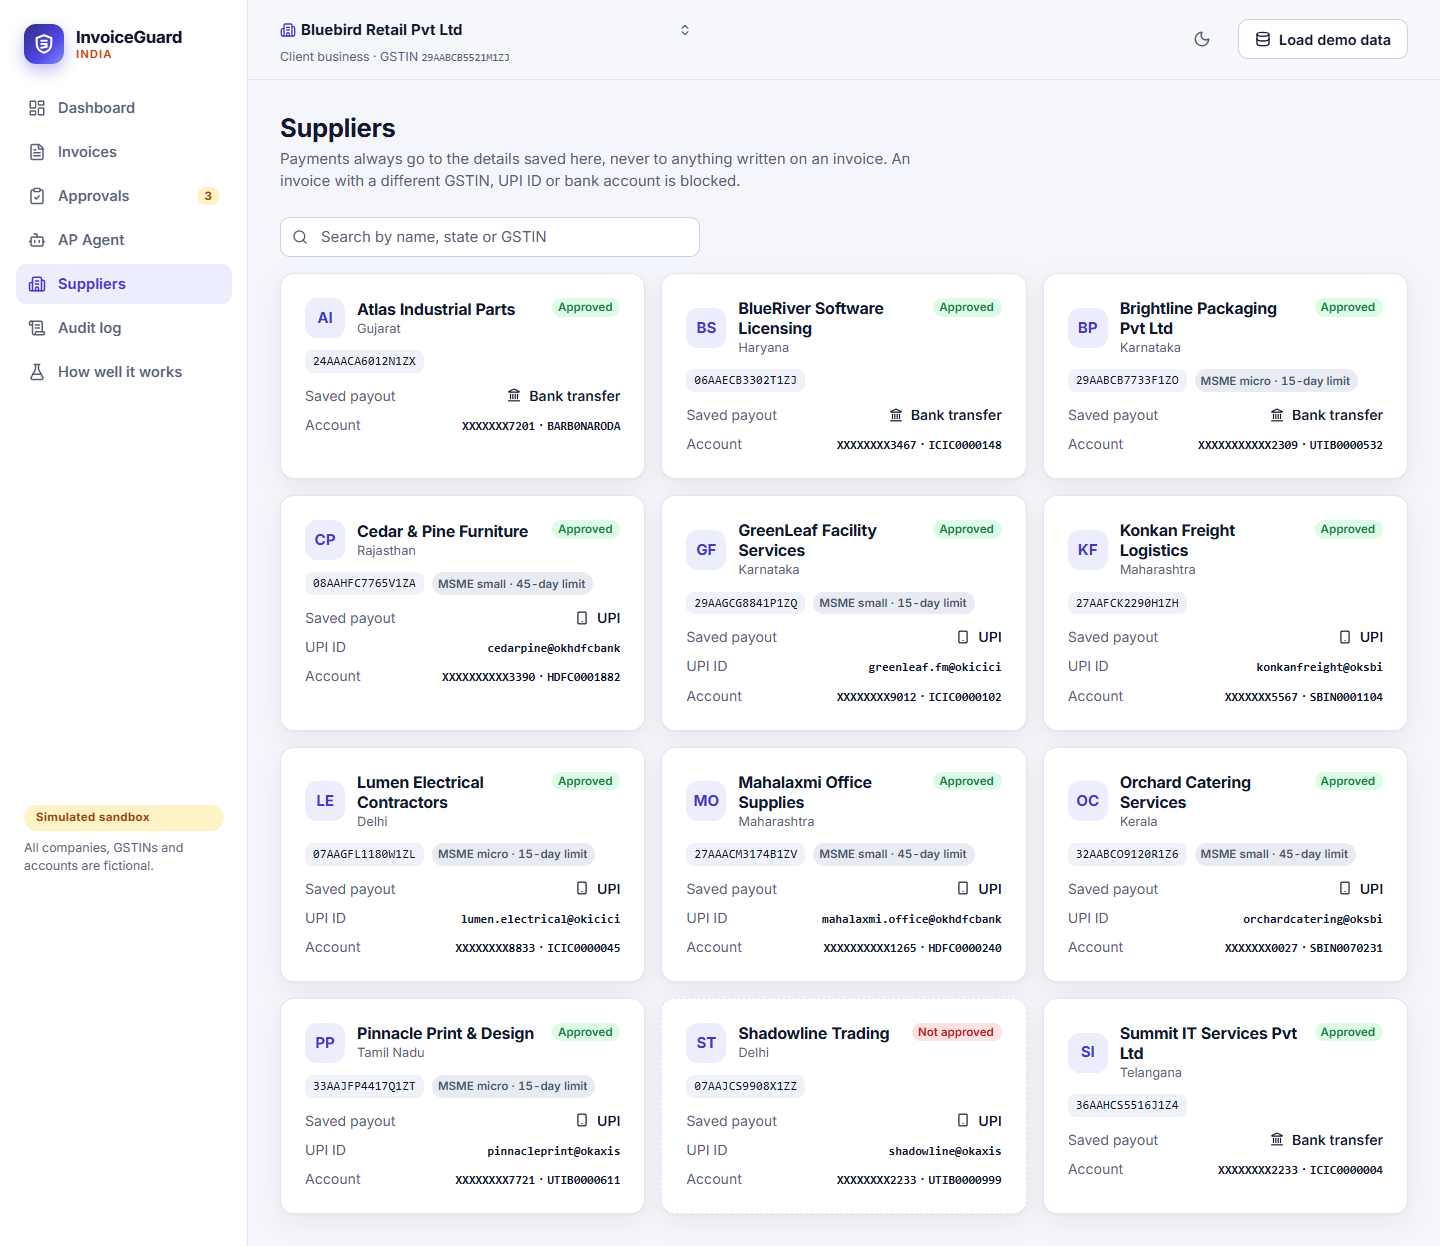 InvoiceGuard
INDIA
Dashboard
Invoices
Approvals 3
AP Agent
Suppliers
Audit log
How well it works
Simulated sandbox
All companies, GSTINs and
accounts are fictional.
Bluebird Retail Pvt Ltd
Client business · GSTIN 29AABCB5521M1ZJ
Load demo data
Suppliers
Payments always go to the details saved here, never to anything written on an invoice. An
invoice with a different GSTIN, UPI ID or bank account is blocked.
Search by name, state or GSTIN
AI
Atlas Industrial Parts
Approved
Gujarat
24AAACA6012N1ZX
Saved payout Bank transfer
Account XXXXXXX7201 · BARB0NARODA
BS
BlueRiver Software
Licensing
Approved
Haryana
06AAECB3302T1ZJ
Saved payout Bank transfer
Account XXXXXXXX3467 · ICIC0000148
BP
Brightline Packaging
Pvt Ltd
Approved
Karnataka
29AABCB7733F1ZO MSME micro · 15-day limit
Saved payout Bank transfer
Account XXXXXXXXXXX2309 · UTIB0000532
CP
Cedar & Pine Furniture
Approved
Rajasthan
08AAHFC7765V1ZA MSME small · 45-day limit
Saved payout UPI
UPI ID cedarpine@okhdfcbank
Account XXXXXXXXXX3390 · HDFC0001882
GF
GreenLeaf Facility
Services
Approved
Karnataka
29AAGCG8841P1ZQ MSME small · 15-day limit
Saved payout UPI
UPI ID greenleaf.fm@okicici
Account XXXXXXXX9012 · ICIC0000102
KF
Konkan Freight
Logistics
Approved
Maharashtra
27AAFCK2290H1ZH
Saved payout UPI
UPI ID konkanfreight@oksbi
Account XXXXXXX5567 · SBIN0001104
LE
Lumen Electrical
Contractors
Approved
Delhi
07AAGFL1180W1ZL MSME micro · 15-day limit
Saved payout UPI
UPI ID lumen.electrical@okicici
Account XXXXXXXX8833 · ICIC0000045
MO
Mahalaxmi Office
Supplies
Approved
Maharashtra
27AAACM3174B1ZV MSME small · 45-day limit
Saved payout UPI
UPI ID mahalaxmi.office@okhdfcbank
Account XXXXXXXXXX1265 · HDFC0000240
OC
Orchard Catering
Services
Approved
Kerala
32AABCO9120R1Z6 MSME small · 45-day limit
Saved payout UPI
UPI ID orchardcatering@oksbi
Account XXXXXXX0027 · SBIN0070231
PP
Pinnacle Print & Design
Approved
Tamil Nadu
33AAJFP4417Q1ZT MSME micro · 15-day limit
Saved payout UPI
UPI ID pinnacleprint@okaxis
Account XXXXXXXX7721 · UTIB0000611
ST
Shadowline Trading
Not approved
Delhi
07AAJCS9908X1ZZ
Saved payout UPI
UPI ID shadowline@okaxis
Account XXXXXXXX2233 · UTIB0000999
SI
Summit IT Services Pvt
Ltd
Approved
Telangana
36AAHCS5516J1Z4
Saved payout Bank transfer
Account XXXXXXXX2233 · ICIC0000004